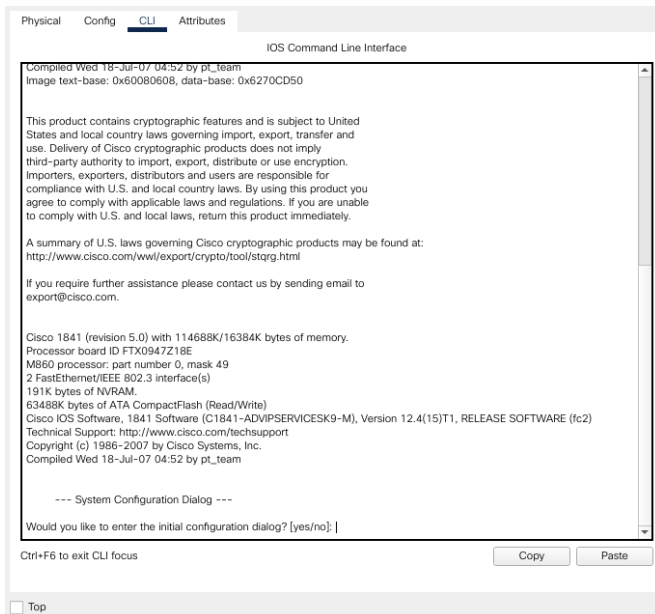 Physical Config CLI Attributes
IOS Command Line Interface
Compiled Wed 18-Jul-07 04:52 by pt_team
Image text-base: 0x60080608, data-base: 0x6270CD50
This product contains cryptographic features and is subject to United
States and local country laws governing import, export, transfer and
use. Delivery of Cisco cryptographic products does not imply
third-party authority to import, export, distribute or use encryption.
Importers, exporters, distributors and users are responsible for
compliance with U.S. and local country laws. By using this product you
agree to comply with applicable laws and regulations. If you are unable
to comply with U.S. and local laws, return this product immediately.
A summary of U.S. laws governing Cisco cryptographic products may be found at:
http://www.cisco.com/wwl/export/crypto/tool/stqrg.html
If you require further assistance please contact us by sending email to
export@cisco.com.
Cisco 1841 (revision 5.0) with 114688K/16384K bytes of memory.
Processor board ID FTX0947Z18E
M860 processor: part number 0, mask 49
2 FastEthernet/IEEE 802.3 interface(s)
191K bytes of NVRAM.
63488K bytes of ATA CompactFlash (Read/Write)
Cisco IOS Software, 1841 Software (C1841-ADVIPSERVICESK9-M), Version 12.4(15)T1, RELEASE SOFTWARE (fc2)
Technical Support: http://www.cisco.com/techsupport
Copyright (c) 1986-2007 by Cisco Systems, Inc.
Compiled Wed 18-Jul-07 04:52 by pt_team
--- System Configuration Dialog ---
Would you like to enter the initial configuration dialog? [yes/no]:
Ctrl+F6 to exit CLI focus
Copy Paste
Top